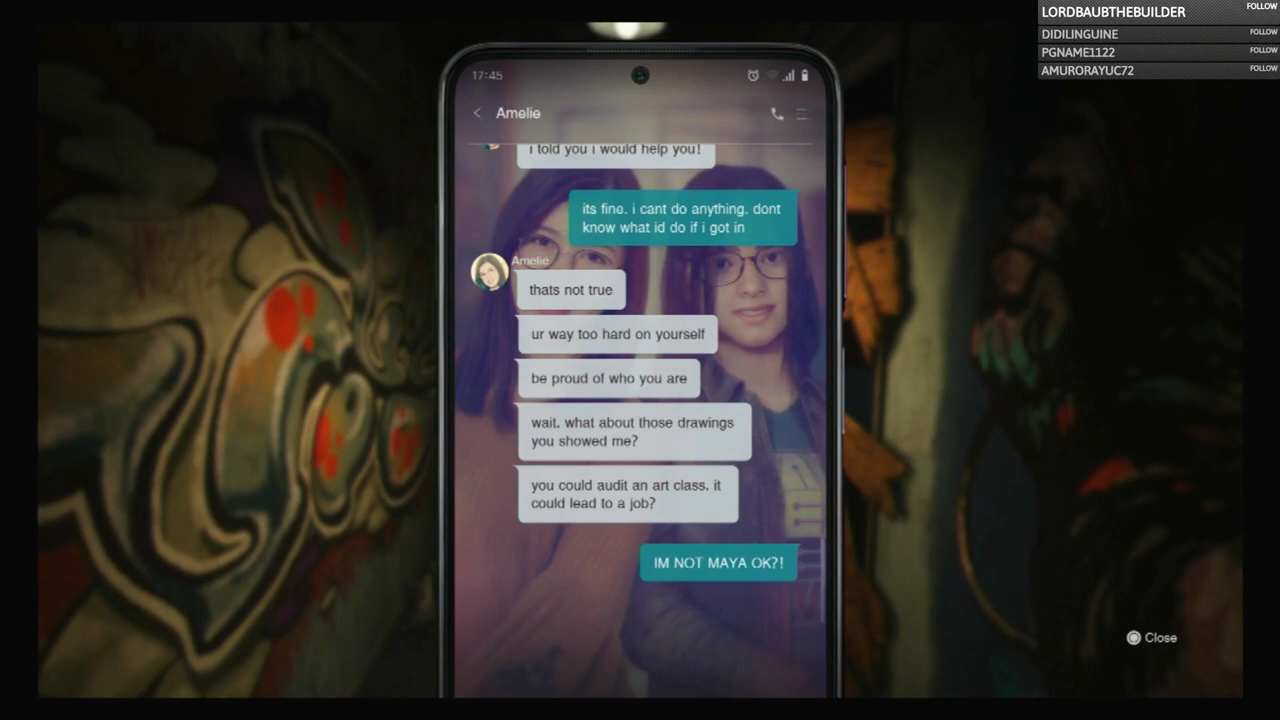 LORDBAUBTHEBUILDER FOLLOW
DIDILINGUINE FOLLOW
PGNAME1122 FOLLOW
AMURORAYUC72 FOLLOW
17:45
Amelie
i told you i would help you!
its fine. i cant do anything. dont
know what id do if i got in
Amelie
thats not true
ur way too hard on yourself
be proud of who you are
wait. what about those drawings
you showed me?
you could audit an art class. it
could lead to a job?
IM NOT MAYA OK?!
Close